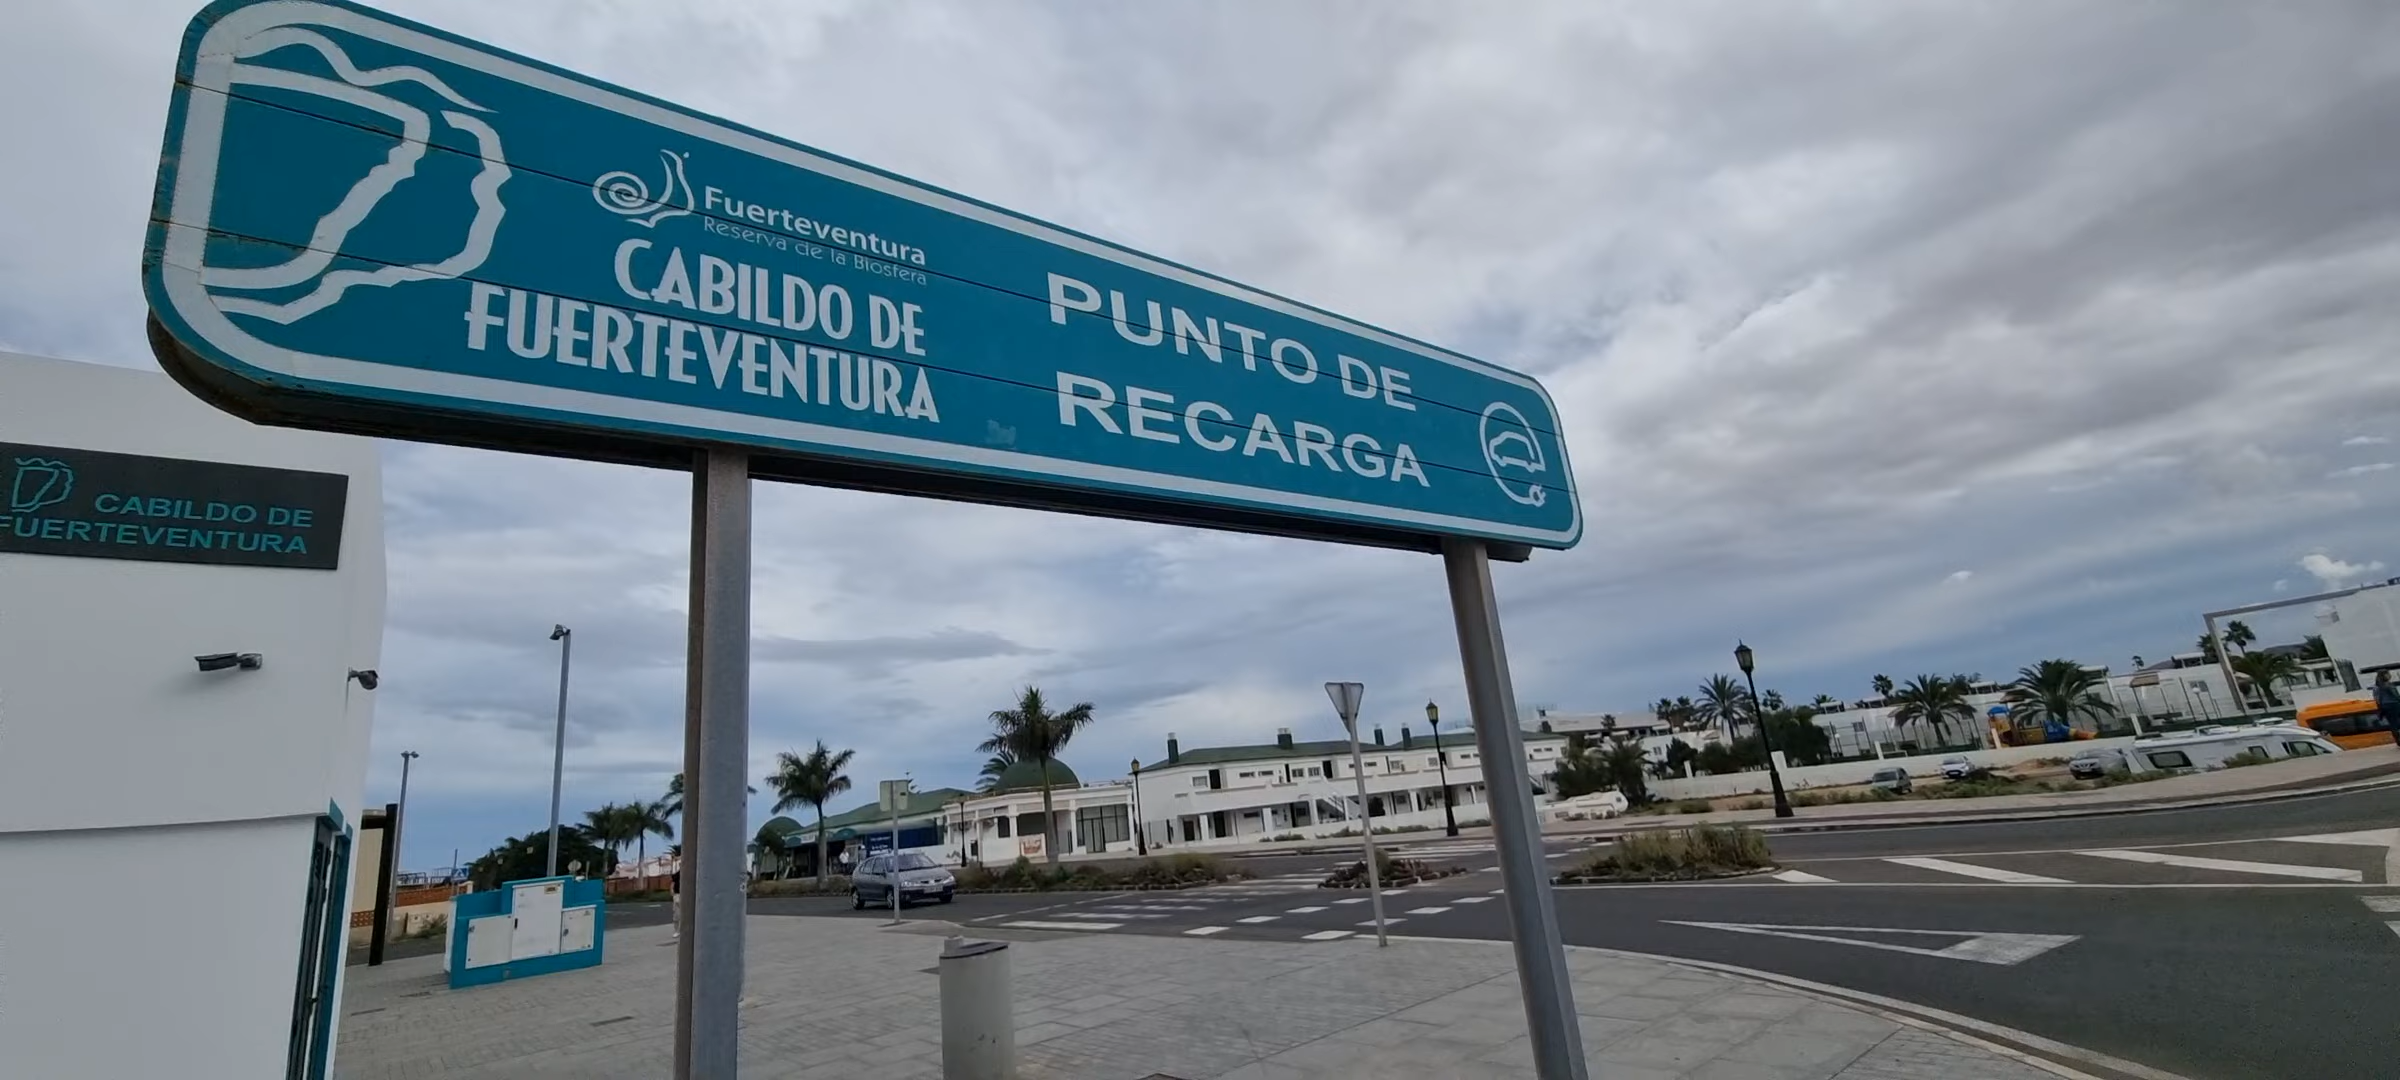 Fuerteventura
Reserva de la Biosfera
CABILDO DE
FUERTEVENTURA
PUNTO DE
RECARGA
CABILDO DE
FUERTEVENTURA